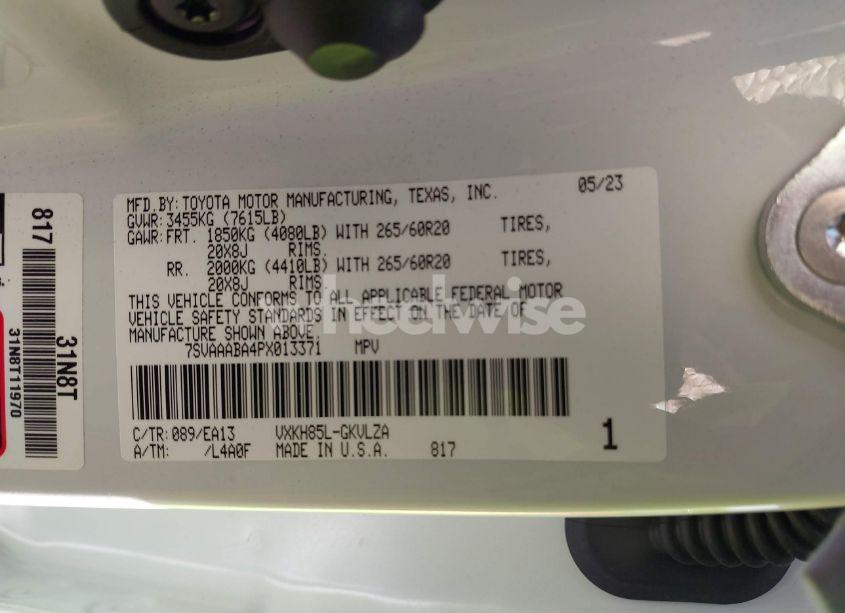 MFD.BY: TOYOTA MOTOR MANUFACTURING, TEXAS, INC. 05/23
GVWR: 3455KG (7615LB)
GAWR: FRT. 1850KG (4080LB) WITH 265/60R20 TIRES,
20X8J RIMS,
RR. 2000KG (4410LB) WITH 265/60R20 TIRES,
20X8J RIMS
THIS VEHICLE CONFORMS TO ALL APPLICABLE FEDERAL MOTOR
VEHICLE SAFETY STANDARDS IN EFFECT ON THE DATE OF
MANUFACTURE SHOWN ABOVE.
7SVAAABA4PX013371 MPV
C/TR: 089/EA13 VXKH85L-GKVLZA
A/TM: /L4A0F MADE IN U.S.A. 817
1
817
31N8T
31N8T11970
wheelwise